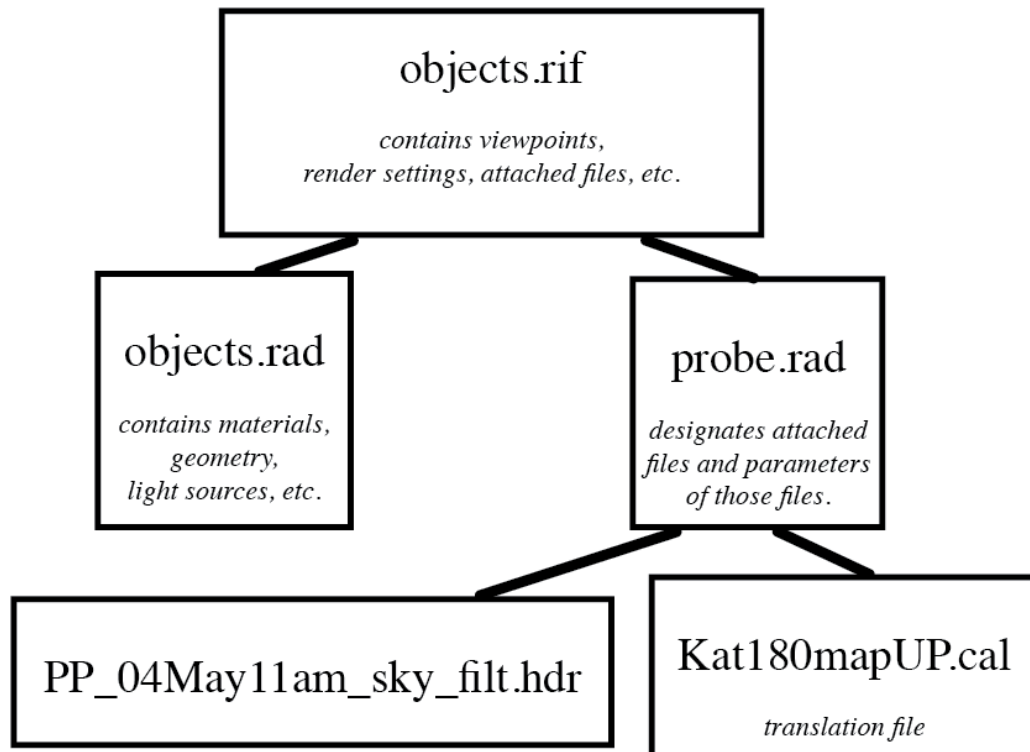 objects.rif
contains viewpoints,
render settings, attached files, etc.
objects.rad
contains materials,
geometry,
light sources, etc.
probe.rad
designates attached
files and parameters
of those files.
PP_04May11am_sky_filt.hdr
Kat180mapUP.cal
translation file